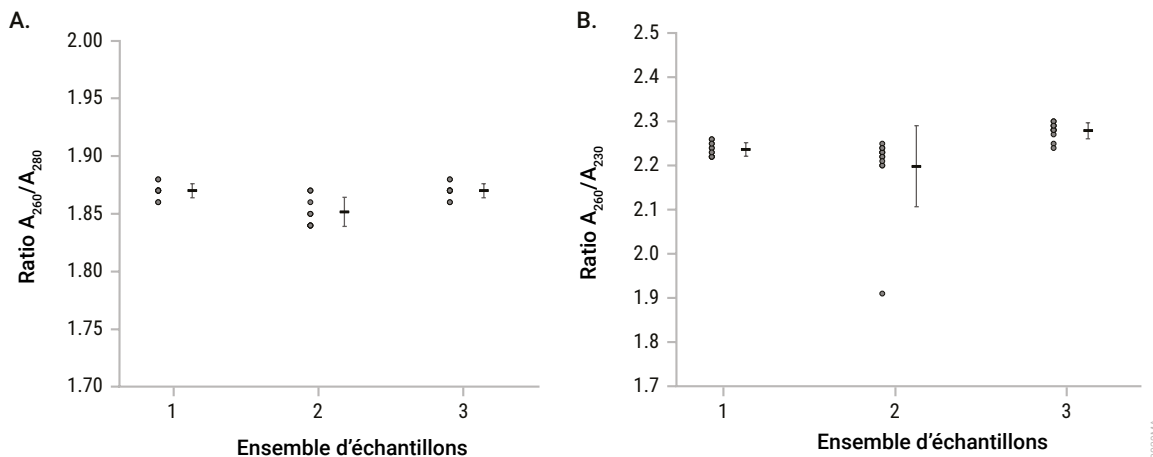 A.
2.00
1.95
1.90
1.85
1.80
1.75
1.70
Ratio A260/A280
1 2 3
Ensemble d'échantillons
B.
2.5
2.4
2.3
2.2
2.1
2.0
1.9
1.8
1.7
Ratio A260/A230
1 2 3
Ensemble d'échantillons